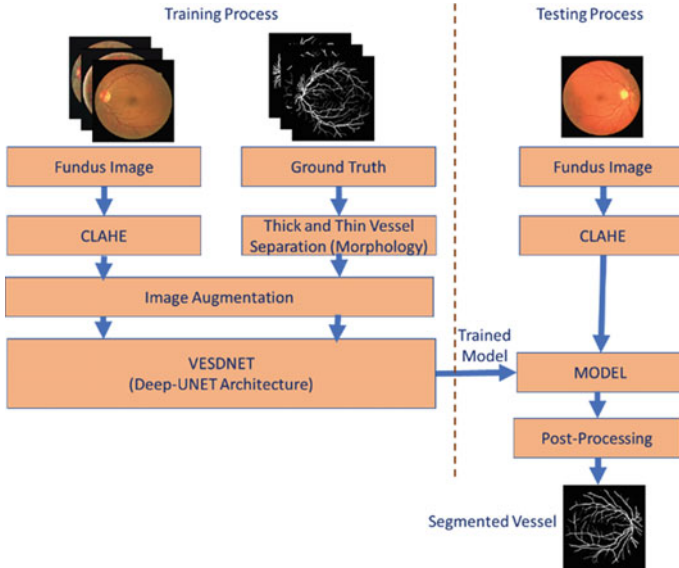 Training Process
Testing Process
Fundus Image
Ground Truth
Fundus Image
CLAHE
Thick and Thin Vessel
Separation (Morphology)
CLAHE
Image Augmentation
VESDNET
(Deep-UNET Architecture)
Trained
Model
MODEL
Post-Processing
Segmented Vessel